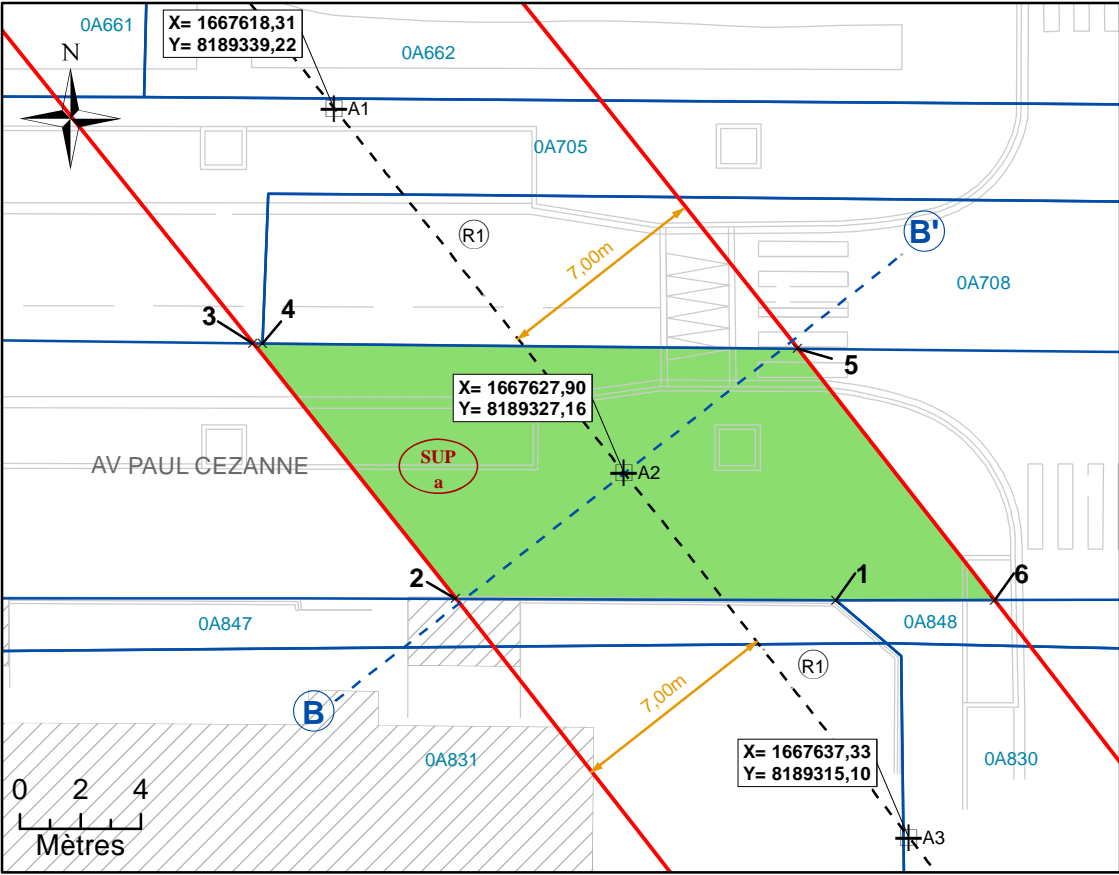 0A661
X= 1667618,31
Y= 8189339,22
0A662
N
A1
0A705
R1
B'
7,00m
0A708
3
4
5
X= 1667627,90
Y= 8189327,16
SUP
a
AV PAUL CEZANNE
A2
2
1
6
0A847
0A848
R1
7,00m
B
0A831
X= 1667637,33
Y= 8189315,10
0A830
0 2 4
Mètres
A3